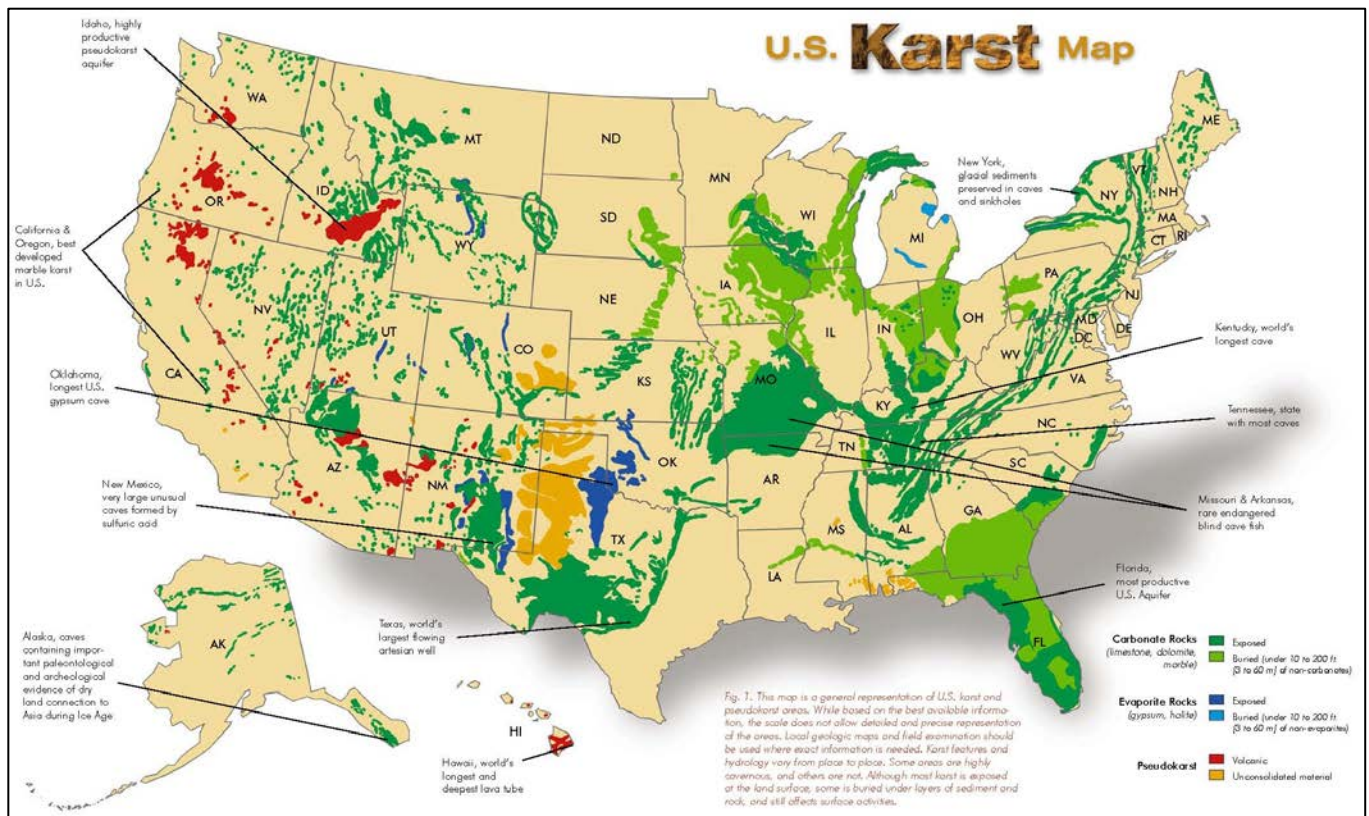 U.S. Karst Map
Idaho, highly
productive
pseudokarst
aquifer
California &
Oregon, best
developed
marble karst
in U.S.
Oklahoma,
longest U.S.
gypsum cave
New Mexico,
very large unusual
caves formed by
sulfuric acid
Alaska, caves
containing impor-
tant paleontological
and archeological
evidence of dry
land connection to
Asia during Ice Age
Texas, world's
largest flowing
artesian well
Hawaii, world's
longest and
deepest lava tube
New York,
glacial sediments
preserved in caves
and sinkholes
Kentucky, world's
longest cave
Tennessee, state
with most caves
Missouri & Arkansas,
rare endangered
blind cave fish
Florida,
most productive
U.S. Aquifer
WA
MT
ND
MN
ME
OR
ID
WY
SD
WI
MI
NY
VT
NH
MA
CT
RI
NV
UT
CO
NE
IA
IL
IN
OH
PA
NJ
MD
DE
DC
CA
KS
MO
KY
WV
VA
AZ
NM
OK
AR
TN
NC
SC
TX
LA
MS
AL
GA
FL
AK
HI
Carbonate Rocks
(limestone, dolomite,
marble)
Exposed
Buried (under 10 to 200 ft.
(3 to 60 m) of non-carbonates)
Evaporite Rocks
(gypsum, halite)
Exposed
Buried (under 10 to 200 ft.
(3 to 60 m) of non-evaporites)
Pseudokarst
Volcanic
Unconsolidated material
Fig. 1. This map is a general representation of U.S. karst and
pseudokarst areas. While based on the best available informa-
tion, the scale does not allow detailed and precise representation
of the areas. Local geologic maps and field examination should
be used where exact information is needed. Karst features and
hydrology vary from place to place. Some areas are highly
cavernous, and others are not. Although most karst is exposed
at the land surface, some is buried under layers of sediment and
rock, and still affects surface activities.